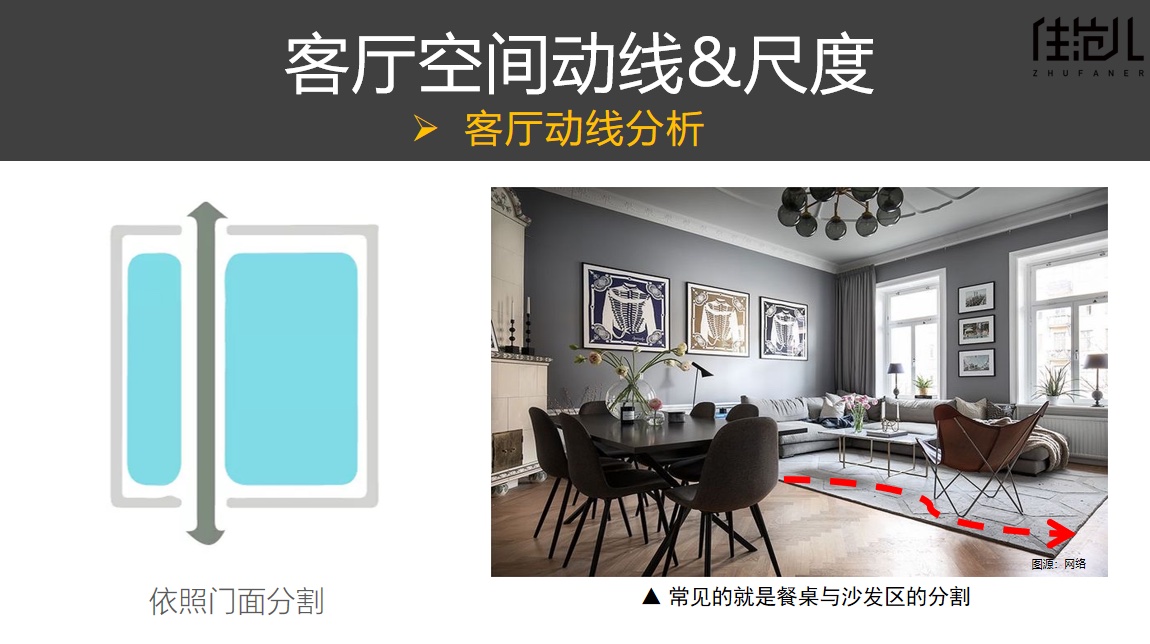 客厅空间动线&尺度
住范儿
ZHUFANER
➢ 客厅动线分析
图源：网络
依照门面分割
▲ 常见的就是餐桌与沙发区的分割